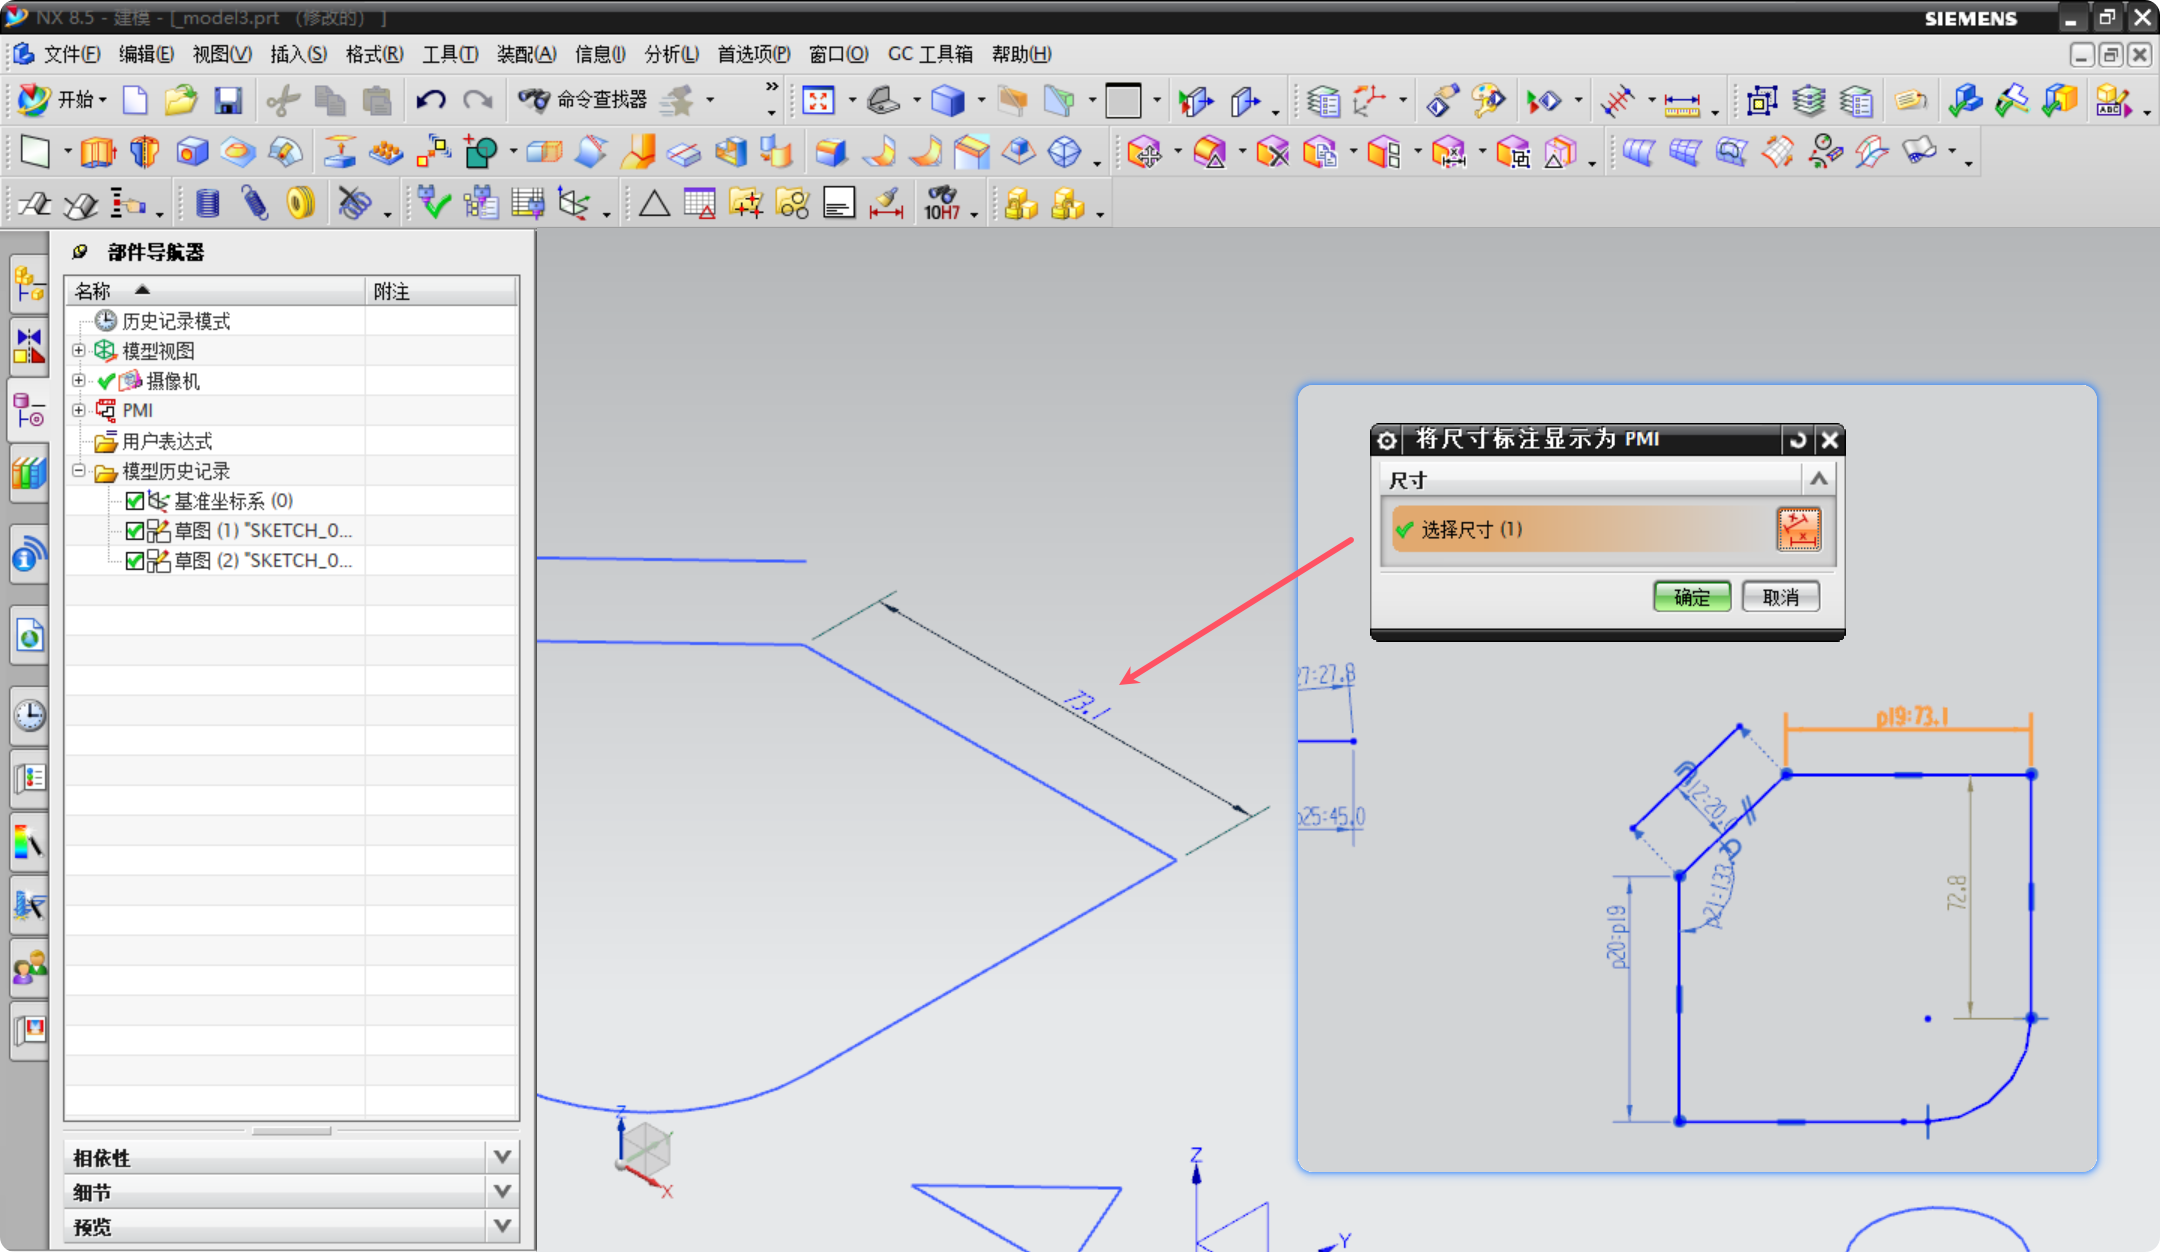 NX 8.5 - 建模 - [_model3.prt （修改的） ]
SIEMENS
文件(F) 编辑(E) 视图(V) 插入(S) 格式(R) 工具(T) 装配(A) 信息(I) 分析(L) 首选项(P) 窗口(O) GC 工具箱 帮助(H)
开始 命令查找器
ABC
10H7
部件导航器
名称 附注
历史记录模式
模型视图
摄像机
PMI
用户表达式
模型历史记录
基准坐标系 (0)
草图 (1) "SKETCH_0...
草图 (2) "SKETCH_0...
相依性
细节
预览
73.1
Z
X
Z
Y
将尺寸标注显示为 PMI
尺寸
选择尺寸 (1)
确定 取消
27:27.8
p19:73.1
p12:20.
p25:45.0
p21:133.
72.8
p20=p19